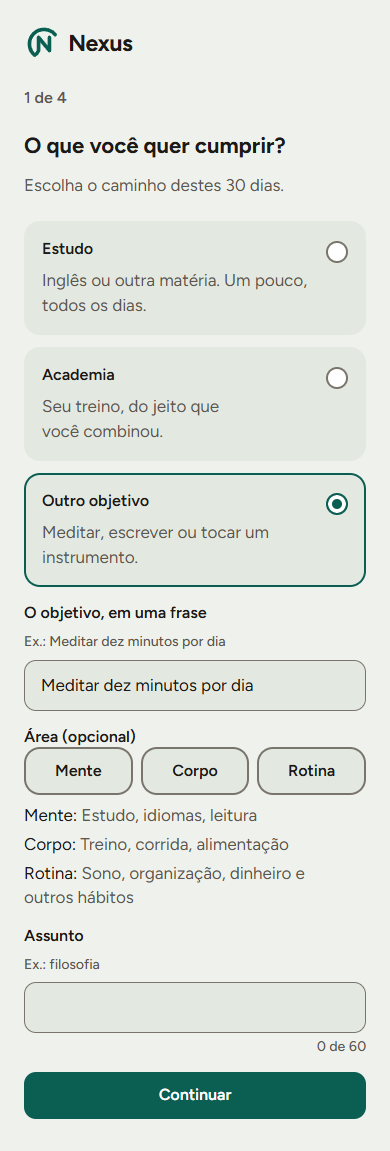 Nexus
1 de 4
O que você quer cumprir?
Escolha o caminho destes 30 dias.
Estudo
Inglês ou outra matéria. Um pouco,
todos os dias.
Academia
Seu treino, do jeito que
você combinou.
Outro objetivo
Meditar, escrever ou tocar um
instrumento.
O objetivo, em uma frase
Ex.: Meditar dez minutos por dia
Meditar dez minutos por dia
Área (opcional)
Mente Corpo Rotina
Mente: Estudo, idiomas, leitura
Corpo: Treino, corrida, alimentação
Rotina: Sono, organização, dinheiro e
outros hábitos
Assunto
Ex.: filosofia
0 de 60
Continuar